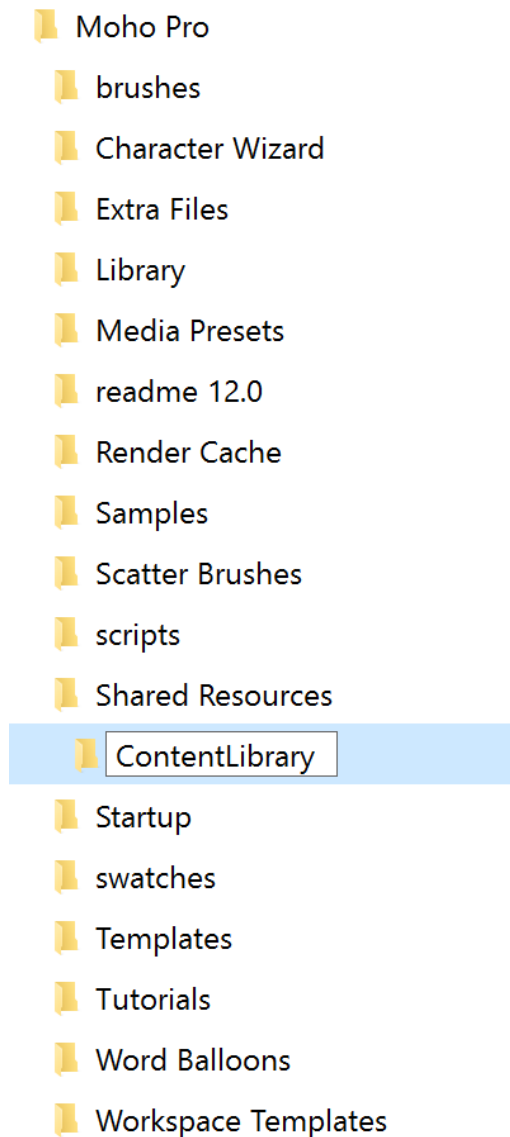 Moho Pro
brushes
Character Wizard
Extra Files
Library
Media Presets
readme 12.0
Render Cache
Samples
Scatter Brushes
scripts
Shared Resources
ContentLibrary
Startup
swatches
Templates
Tutorials
Word Balloons
Workspace Templates